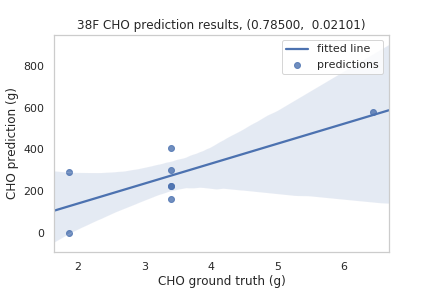 38F CHO prediction results, (0.78500,  0.02101)
fitted line
predictions
CHO prediction (g)
800
600
400
200
0
2 3 4 5 6
CHO ground truth (g)